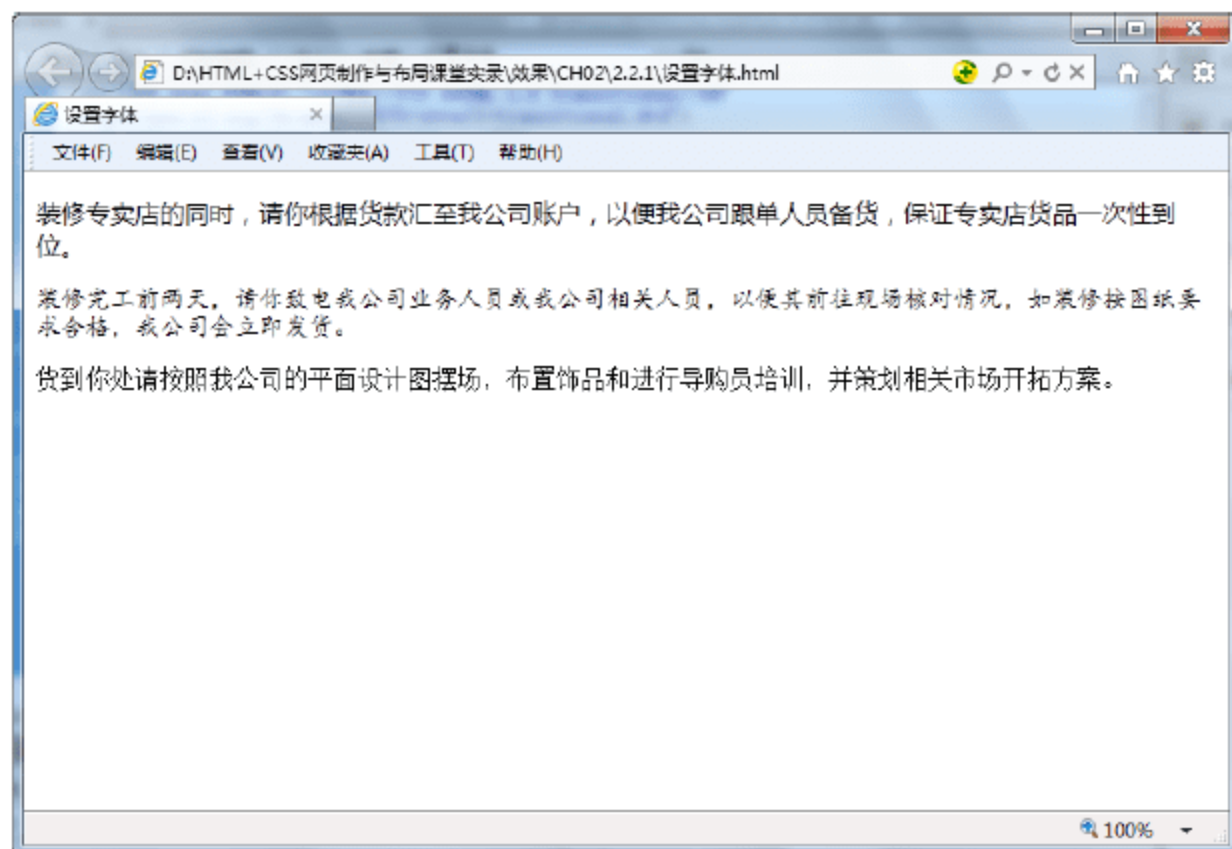 D:\HTML+CSS网页制作与布局课堂实录\效果\CH02\2.2.1\设置字体.html
设置字体
文件(F) 编辑(E) 查看(V) 收藏夹(A) 工具(T) 帮助(H)
装修专卖店的同时，请你根据货款汇至我公司账户，以便我公司跟单人员备货，保证专卖店货品一次性到
位。
装修完工前两天，请你致电我公司业务人员或我公司相关人员，以便其前往现场核对情况，如装修按图纸要
求合格，我公司会立即发货。
货到你处请按照我公司的平面设计图摆场，布置饰品和进行导购员培训，并策划相关市场开拓方案。
100%